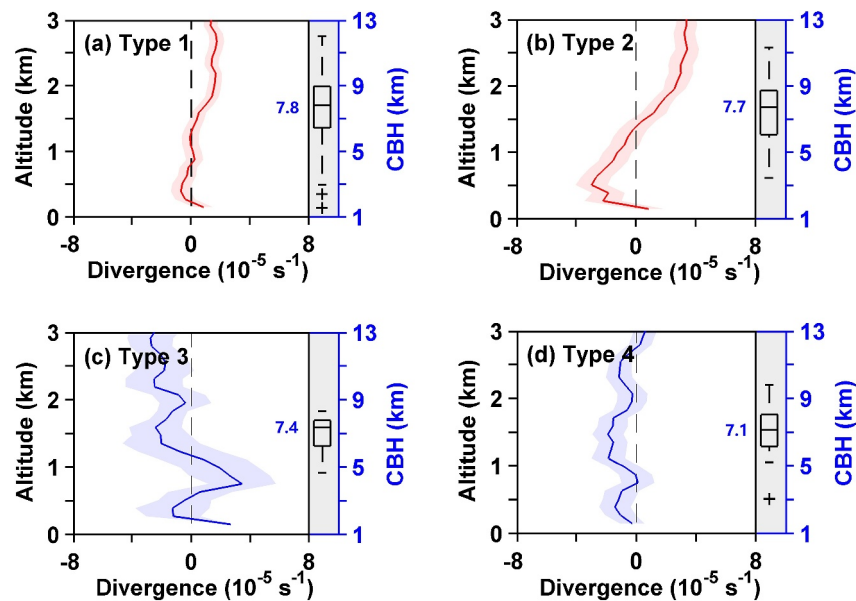 (a) Type 1
Altitude (km)
3
2
1
0
-8 0 8
Divergence (10⁻⁵ s⁻¹)
7.8
13
9
5
1
CBH (km)
(b) Type 2
Altitude (km)
3
2
1
0
-8 0 8
Divergence (10⁻⁵ s⁻¹)
7.7
13
9
5
1
CBH (km)
(c) Type 3
Altitude (km)
3
2
1
0
-8 0 8
Divergence (10⁻⁵ s⁻¹)
7.4
13
9
5
1
CBH (km)
(d) Type 4
Altitude (km)
3
2
1
0
-8 0 8
Divergence (10⁻⁵ s⁻¹)
7.1
13
9
5
1
CBH (km)